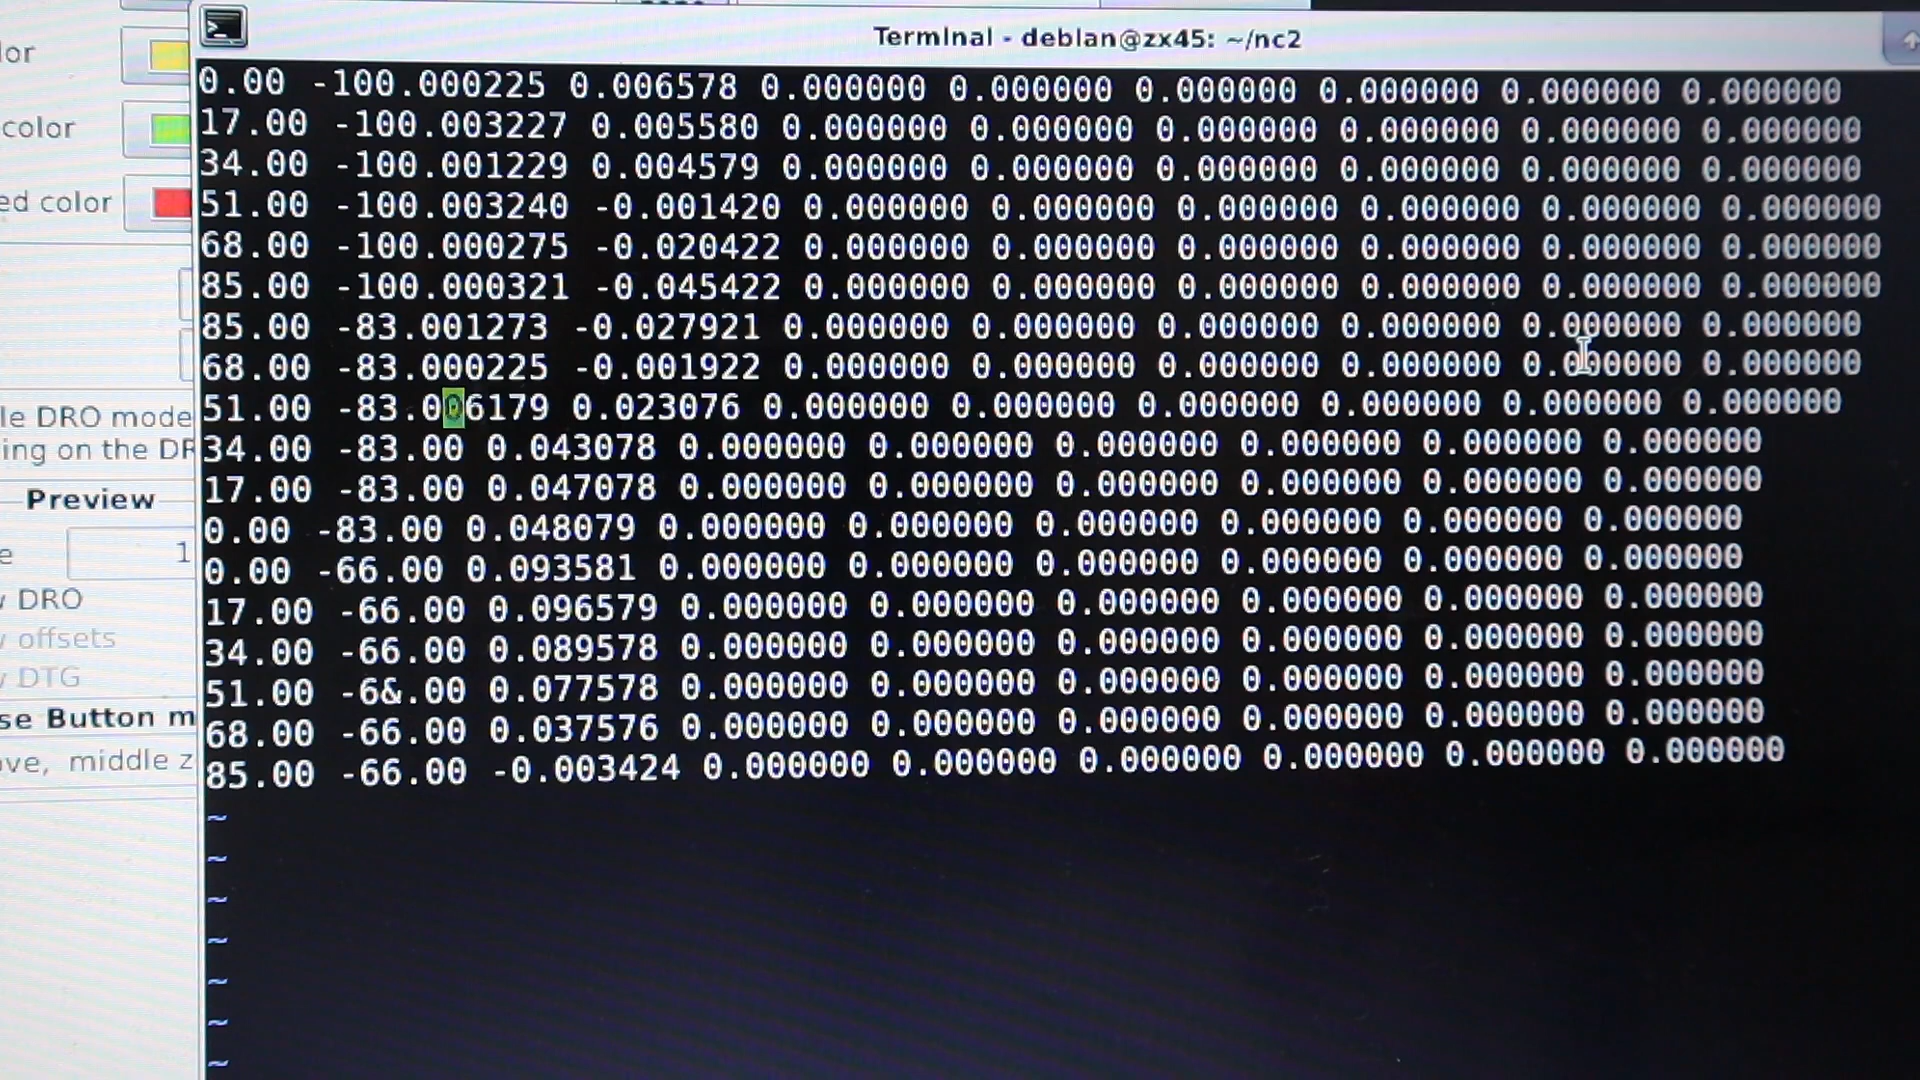 Terminal - debian@zx45: ~/nc2
0.00 -100.000225 0.006578 0.000000 0.000000 0.000000 0.000000 0.000000 0.000000
17.00 -100.003227 0.005580 0.000000 0.000000 0.000000 0.000000 0.000000 0.000000
34.00 -100.001229 0.004579 0.000000 0.000000 0.000000 0.000000 0.000000 0.000000
51.00 -100.003240 -0.001420 0.000000 0.000000 0.000000 0.000000 0.000000 0.000000
68.00 -100.000275 -0.020422 0.000000 0.000000 0.000000 0.000000 0.000000 0.000000
85.00 -100.000321 -0.045422 0.000000 0.000000 0.000000 0.000000 0.000000 0.000000
85.00 -83.001273 -0.027921 0.000000 0.000000 0.000000 0.000000 0.000000 0.000000
68.00 -83.000225 -0.001922 0.000000 0.000000 0.000000 0.000000 0.000000 0.000000
51.00 -83.006179 0.023076 0.000000 0.000000 0.000000 0.000000 0.000000 0.000000
34.00 -83.00 0.043078 0.000000 0.000000 0.000000 0.000000 0.000000 0.000000
17.00 -83.00 0.047078 0.000000 0.000000 0.000000 0.000000 0.000000 0.000000
0.00 -83.00 0.048079 0.000000 0.000000 0.000000 0.000000 0.000000 0.000000
0.00 -66.00 0.093581 0.000000 0.000000 0.000000 0.000000 0.000000 0.000000
17.00 -66.00 0.096579 0.000000 0.000000 0.000000 0.000000 0.000000 0.000000
34.00 -66.00 0.089578 0.000000 0.000000 0.000000 0.000000 0.000000 0.000000
51.00 -6&.00 0.077578 0.000000 0.000000 0.000000 0.000000 0.000000 0.000000
68.00 -66.00 0.037576 0.000000 0.000000 0.000000 0.000000 0.000000 0.000000
85.00 -66.00 -0.003424 0.000000 0.000000 0.000000 0.000000 0.000000 0.000000
~
~
~
~
~
~
~
lor
color
ed color
le DRO mode
ing on the DR
Preview
e 1
DRO
offsets
DTG
se Button m
ove, middle z